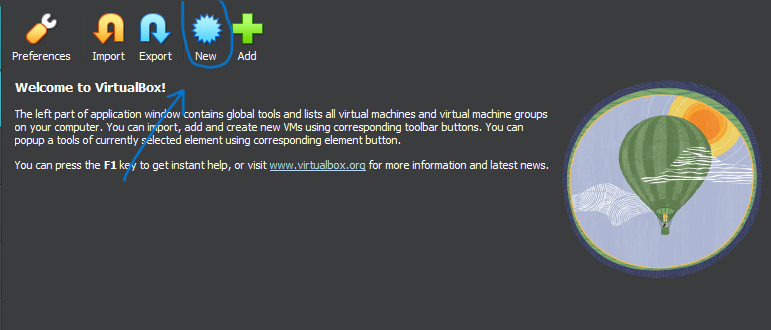 Preferences Import Export New Add
Welcome to VirtualBox!
The left part of application window contains global tools and lists all virtual machines and virtual machine groups
on your computer. You can import, add and create new VMs using corresponding toolbar buttons. You can
popup a tools of currently selected element using corresponding element button.
You can press the F1 key to get instant help, or visit www.virtualbox.org for more information and latest news.